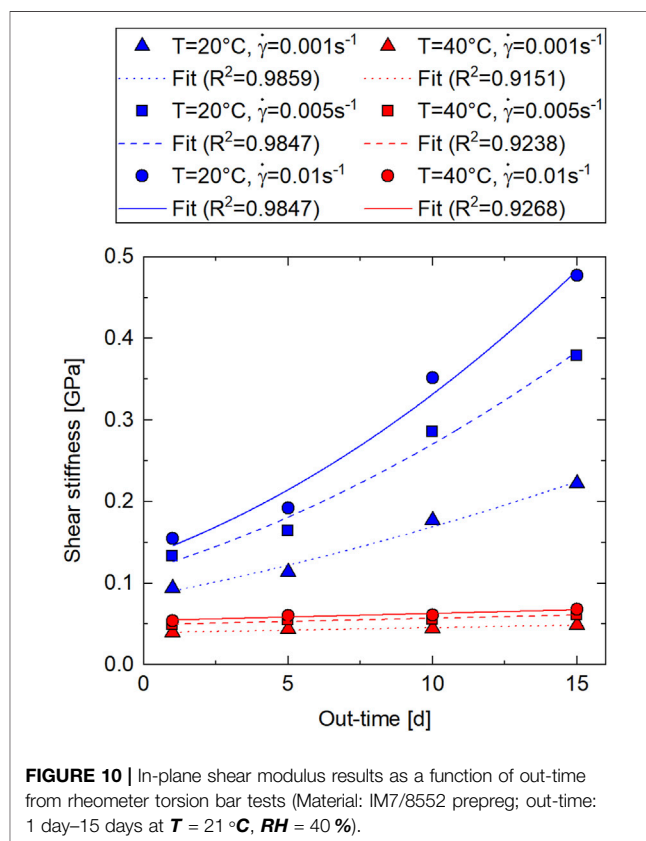 T=20°C, γ̇=0.001s⁻¹
T=40°C, γ̇=0.001s⁻¹
Fit (R²=0.9859)
Fit (R²=0.9151)
T=20°C, γ̇=0.005s⁻¹
T=40°C, γ̇=0.005s⁻¹
Fit (R²=0.9847)
Fit (R²=0.9238)
T=20°C, γ̇=0.01s⁻¹
T=40°C, γ̇=0.01s⁻¹
Fit (R²=0.9847)
Fit (R²=0.9268)
0.5
0.4
0.3
0.2
0.1
0.0
Shear stiffness [GPa]
0
5
10
15
Out-time [d]
FIGURE 10 | In-plane shear modulus results as a function of out-time
from rheometer torsion bar tests (Material: IM7/8552 prepreg; out-time:
1 day–15 days at T = 21 °C, RH = 40 %).